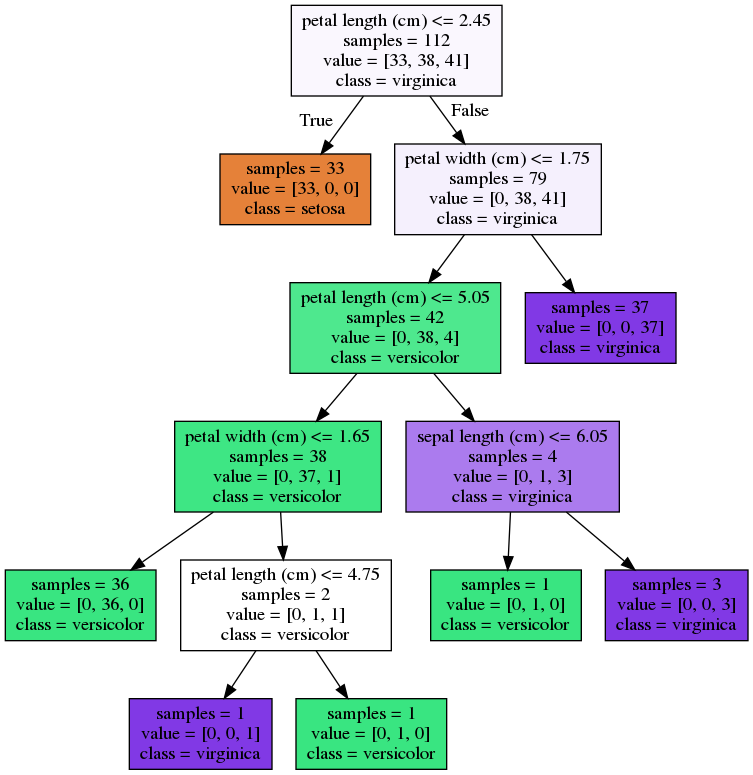 petal length (cm) <= 2.45
samples = 112
value = [33, 38, 41]
class = virginica
True
False
samples = 33
value = [33, 0, 0]
class = setosa
petal width (cm) <= 1.75
samples = 79
value = [0, 38, 41]
class = virginica
petal length (cm) <= 5.05
samples = 42
value = [0, 38, 4]
class = versicolor
samples = 37
value = [0, 0, 37]
class = virginica
petal width (cm) <= 1.65
samples = 38
value = [0, 37, 1]
class = versicolor
sepal length (cm) <= 6.05
samples = 4
value = [0, 1, 3]
class = virginica
samples = 36
value = [0, 36, 0]
class = versicolor
petal length (cm) <= 4.75
samples = 2
value = [0, 1, 1]
class = versicolor
samples = 1
value = [0, 1, 0]
class = versicolor
samples = 3
value = [0, 0, 3]
class = virginica
samples = 1
value = [0, 0, 1]
class = virginica
samples = 1
value = [0, 1, 0]
class = versicolor